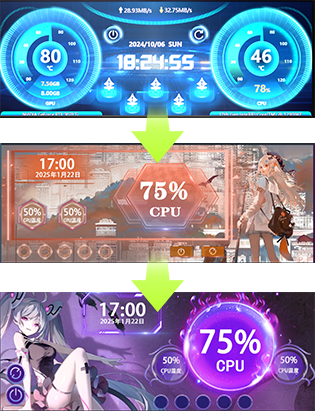 28.93MB/s 32.75MB/s
2024/10/06 SUN
18:24:55
80
℃
7.56GB
8.00GB
GPU
46
℃
78%
CPU
17:00
2025年1月22日
75%
CPU
50%
CPU温度
50%
CPU温度
17:00
2025年1月22日
75%
CPU
50%
CPU温度
50%
CPU温度